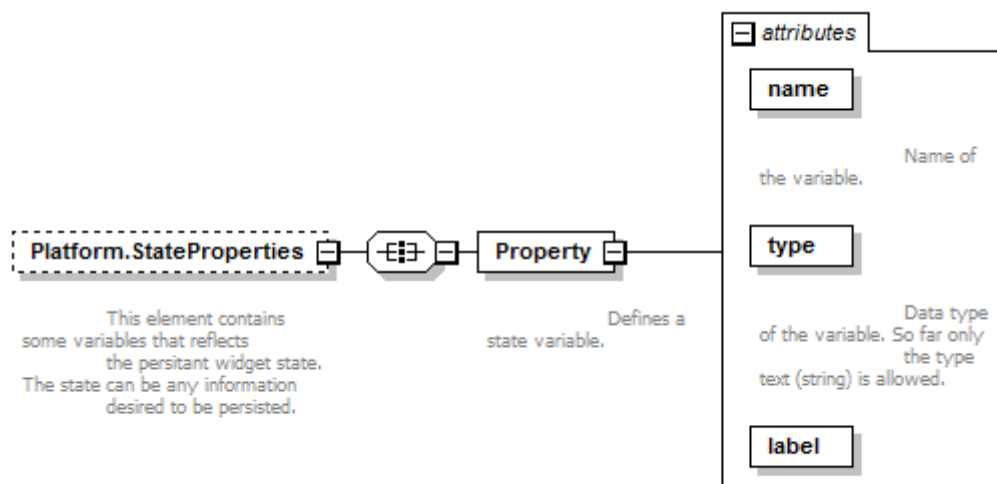 attributes
name
Name of
the variable.
Platform.StateProperties
Property
type
This element contains
some variables that reflects
the persitant widget state.
The state can be any information
desired to be persisted.
Defines a
state variable.
Data type
of the variable. So far only
the type
text (string) is allowed.
label